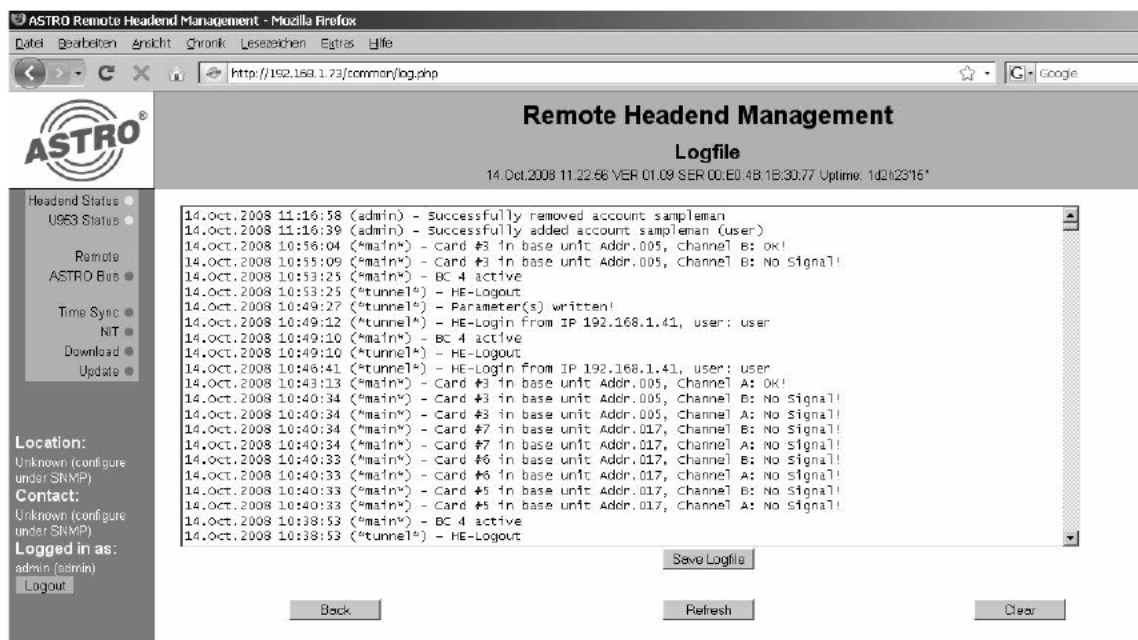 ASTRO Remote Headend Management - Mozilla Firefox
Datei Bearbeiten Ansicht Chronik Lesezeichen Extras Hilfe
http://192.168.1.73/common/log.php
G Google
ASTRO®
Remote Headend Management
Logfile
14.Oct.2008 11:22:56 VER 01.09 SER 00:E0:4B:1B:30:77 Uptime: 1d2h23'15"
Headend Status
U953 Status
Remote
ASTRO Bus
Time Sync
NIT
Download
Update
Location:
Unknown (configure
under SNMP)
Contact:
Unknown (configure
under SNMP)
Logged in as:
admin (admin)
Logout
14.Oct.2008 11:16:58 (admin) - Successfully removed account sampleman
14.Oct.2008 11:16:39 (admin) - Successfully added account sampleman (user)
14.Oct.2008 10:56:04 (*main*) - Card #3 in base unit Addr.005, Channel B: OK!
14.Oct.2008 10:55:09 (*main*) - Card #3 in base unit Addr.005, Channel B: No Signal!
14.Oct.2008 10:53:25 (*main*) - BC 4 active
14.Oct.2008 10:53:25 (*tunnel*) - HE-Logout
14.Oct.2008 10:49:27 (*tunnel*) - Parameter(s) written!
14.Oct.2008 10:49:12 (*tunnel*) - HE-Login from IP 192.168.1.41, user: user
14.Oct.2008 10:49:10 (*main*) - BC 4 active
14.Oct.2008 10:49:10 (*tunnel*) - HE-Logout
14.Oct.2008 10:46:41 (*tunnel*) - HE-Login from IP 192.168.1.41, user: user
14.Oct.2008 10:43:13 (*main*) - Card #3 in base unit Addr.005, Channel A: OK!
14.Oct.2008 10:40:34 (*main*) - Card #3 in base unit Addr.005, Channel B: No Signal!
14.Oct.2008 10:40:34 (*main*) - Card #3 in base unit Addr.005, Channel A: No Signal!
14.Oct.2008 10:40:34 (*main*) - Card #7 in base unit Addr.017, Channel B: No Signal!
14.Oct.2008 10:40:34 (*main*) - Card #7 in base unit Addr.017, Channel A: No Signal!
14.Oct.2008 10:40:33 (*main*) - Card #6 in base unit Addr.017, Channel B: No Signal!
14.Oct.2008 10:40:33 (*main*) - Card #6 in base unit Addr.017, Channel A: No Signal!
14.Oct.2008 10:40:33 (*main*) - Card #5 in base unit Addr.017, Channel B: No Signal!
14.Oct.2008 10:40:33 (*main*) - Card #5 in base unit Addr.017, Channel A: No Signal!
14.Oct.2008 10:38:53 (*main*) - BC 4 active
14.Oct.2008 10:38:53 (*tunnel*) - HE-Logout
Save Logfile
Back Refresh Clear